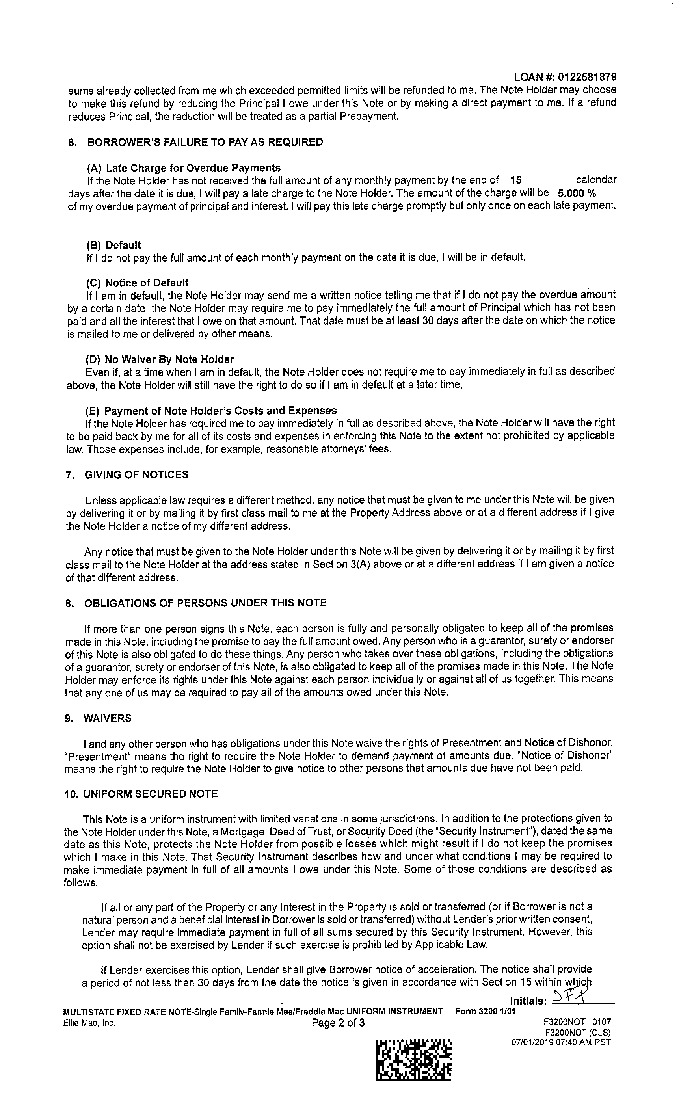 LOAN #: 0122581879
sums already collected from me which exceeded permitted limits will be refunded to me. The Note Holder may choose
to make this refund by reducing the Principal I owe under this Note or by making a direct payment to me. If a refund
reduces Principal, the reduction will be treated as a partial Prepayment.
6. BORROWER'S FAILURE TO PAY AS REQUIRED
(A) Late Charge for Overdue Payments
If the Note Holder has not received the full amount of any monthly payment by the end of 15 calendar
days after the date it is due, I will pay a late charge to the Note Holder. The amount of the charge will be 5.000 %
of my overdue payment of principal and interest. I will pay this late charge promptly but only once on each late payment.
(B) Default
If I do not pay the full amount of each monthly payment on the date it is due, I will be in default.
(C) Notice of Default
If I am in default, the Note Holder may send me a written notice telling me that if I do not pay the overdue amount
by a certain date, the Note Holder may require me to pay immediately the full amount of Principal which has not been
paid and all the interest that I owe on that amount. That date must be at least 30 days after the date on which the notice
is mailed to me or delivered by other means.
(D) No Waiver By Note Holder
Even if, at a time when I am in default, the Note Holder does not require me to pay immediately in full as described
above, the Note Holder will still have the right to do so if I am in default at a later time.
(E) Payment of Note Holder's Costs and Expenses
If the Note Holder has required me to pay immediately in full as described above, the Note Holder will have the right
to be paid back by me for all of its costs and expenses in enforcing this Note to the extent not prohibited by applicable
law. Those expenses include, for example, reasonable attorneys' fees.
7. GIVING OF NOTICES
Unless applicable law requires a different method, any notice that must be given to me under this Note will be given
by delivering it or by mailing it by first class mail to me at the Property Address above or at a different address if I give
the Note Holder a notice of my different address.
Any notice that must be given to the Note Holder under this Note will be given by delivering it or by mailing it by first
class mail to the Note Holder at the address stated in Section 3(A) above or at a different address if I am given a notice
of that different address.
8. OBLIGATIONS OF PERSONS UNDER THIS NOTE
If more than one person signs this Note, each person is fully and personally obligated to keep all of the promises
made in this Note, including the promise to pay the full amount owed. Any person who is a guarantor, surety or endorser
of this Note is also obligated to do these things. Any person who takes over these obligations, including the obligations
of a guarantor, surety or endorser of this Note, is also obligated to keep all of the promises made in this Note. The Note
Holder may enforce its rights under this Note against each person individually or against all of us together. This means
that any one of us may be required to pay all of the amounts owed under this Note.
9. WAIVERS
I and any other person who has obligations under this Note waive the rights of Presentment and Notice of Dishonor.
"Presentment" means the right to require the Note Holder to demand payment of amounts due. "Notice of Dishonor"
means the right to require the Note Holder to give notice to other persons that amounts due have not been paid.
10. UNIFORM SECURED NOTE
This Note is a uniform instrument with limited variations in some jurisdictions. In addition to the protections given to
the Note Holder under this Note, a Mortgage, Deed of Trust, or Security Deed (the "Security Instrument"), dated the same
date as this Note, protects the Note Holder from possible losses which might result if I do not keep the promises
which I make in this Note. That Security Instrument describes how and under what conditions I may be required to
make immediate payment in full of all amounts I owe under this Note. Some of those conditions are described as
follows.
If all or any part of the Property or any Interest in the Property is sold or transferred (or if Borrower is not a
natural person and a beneficial interest in Borrower is sold or transferred) without Lender's prior written consent,
Lender may require immediate payment in full of all sums secured by this Security Instrument. However, this
option shall not be exercised by Lender if such exercise is prohibited by Applicable Law.
If Lender exercises this option, Lender shall give Borrower notice of acceleration. The notice shall provide
a period of not less than 30 days from the date the notice is given in accordance with Section 15 within which
Initials:
MULTISTATE FIXED RATE NOTE-Single Family-Fannie Mae/Freddie Mac UNIFORM INSTRUMENT Form 3200 1/01
Ellie Mae, Inc. Page 2 of 3 F3200NOT 0107
F3200NOT (CLS)
07/01/2019 07:40 AM PST